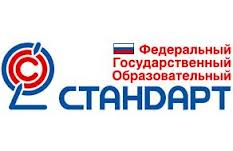 Федеральный
Государственный
Образовательный
СТАНДАРТ